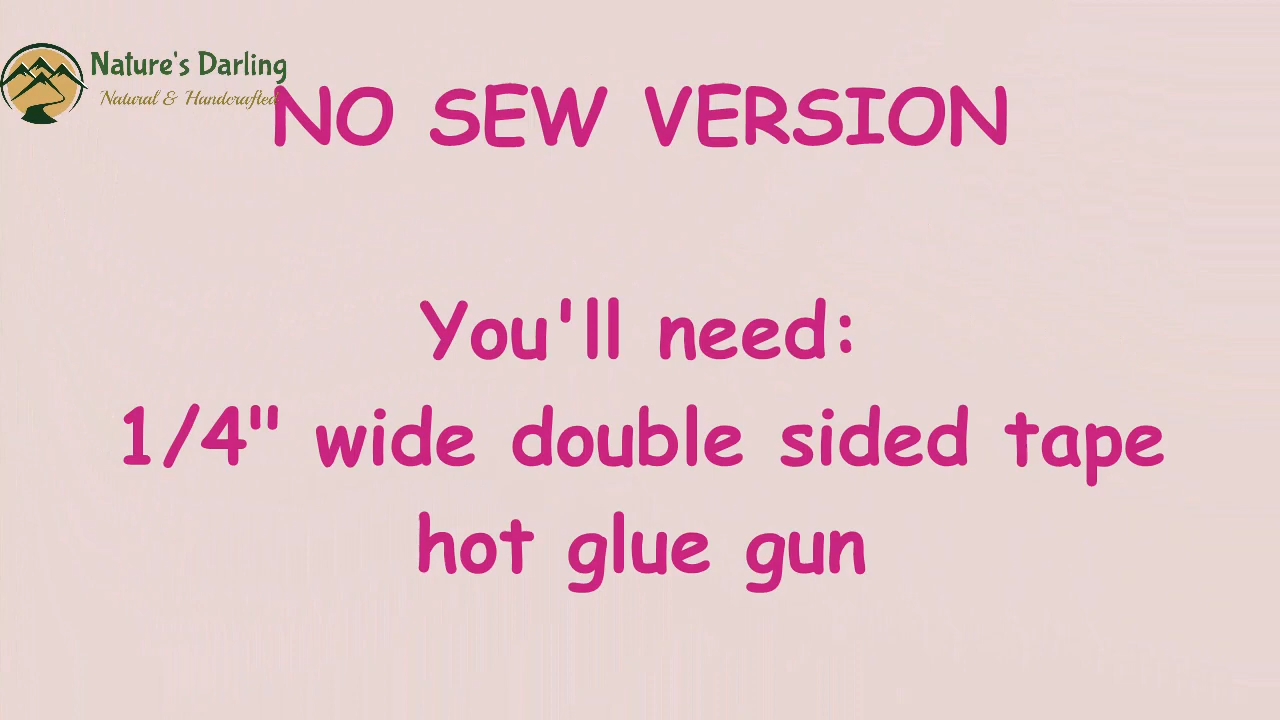 Nature's Darling
Natural & Handcrafted
NO SEW VERSION
You'll need:
1/4" wide double sided tape
hot glue gun